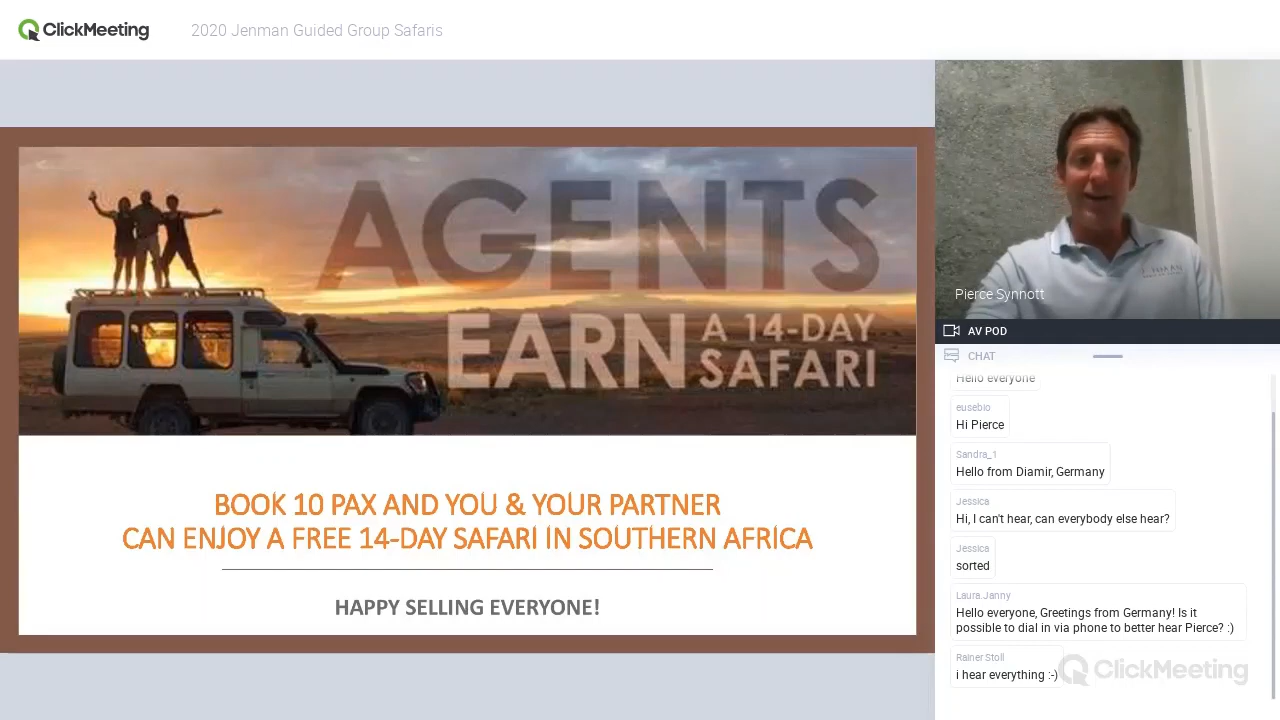 ClickMeeting
2020 Jenman Guided Group Safaris
AGENTS
EARN A 14-DAY
SAFARI
BOOK 10 PAX AND YOU & YOUR PARTNER
CAN ENJOY A FREE 14-DAY SAFARI IN SOUTHERN AFRICA
HAPPY SELLING EVERYONE!
Pierce Synnott
AV POD
CHAT
Hello everyone
eusebio
Hi Pierce
Sandra_1
Hello from Diamir, Germany
Jessica
Hi, I can't hear, can everybody else hear?
Jessica
sorted
Laura.Janny
Hello everyone, Greetings from Germany! Is it
possible to dial in via phone to better hear Pierce? :)
Rainer Stoll
i hear everything :-)
ClickMeeting